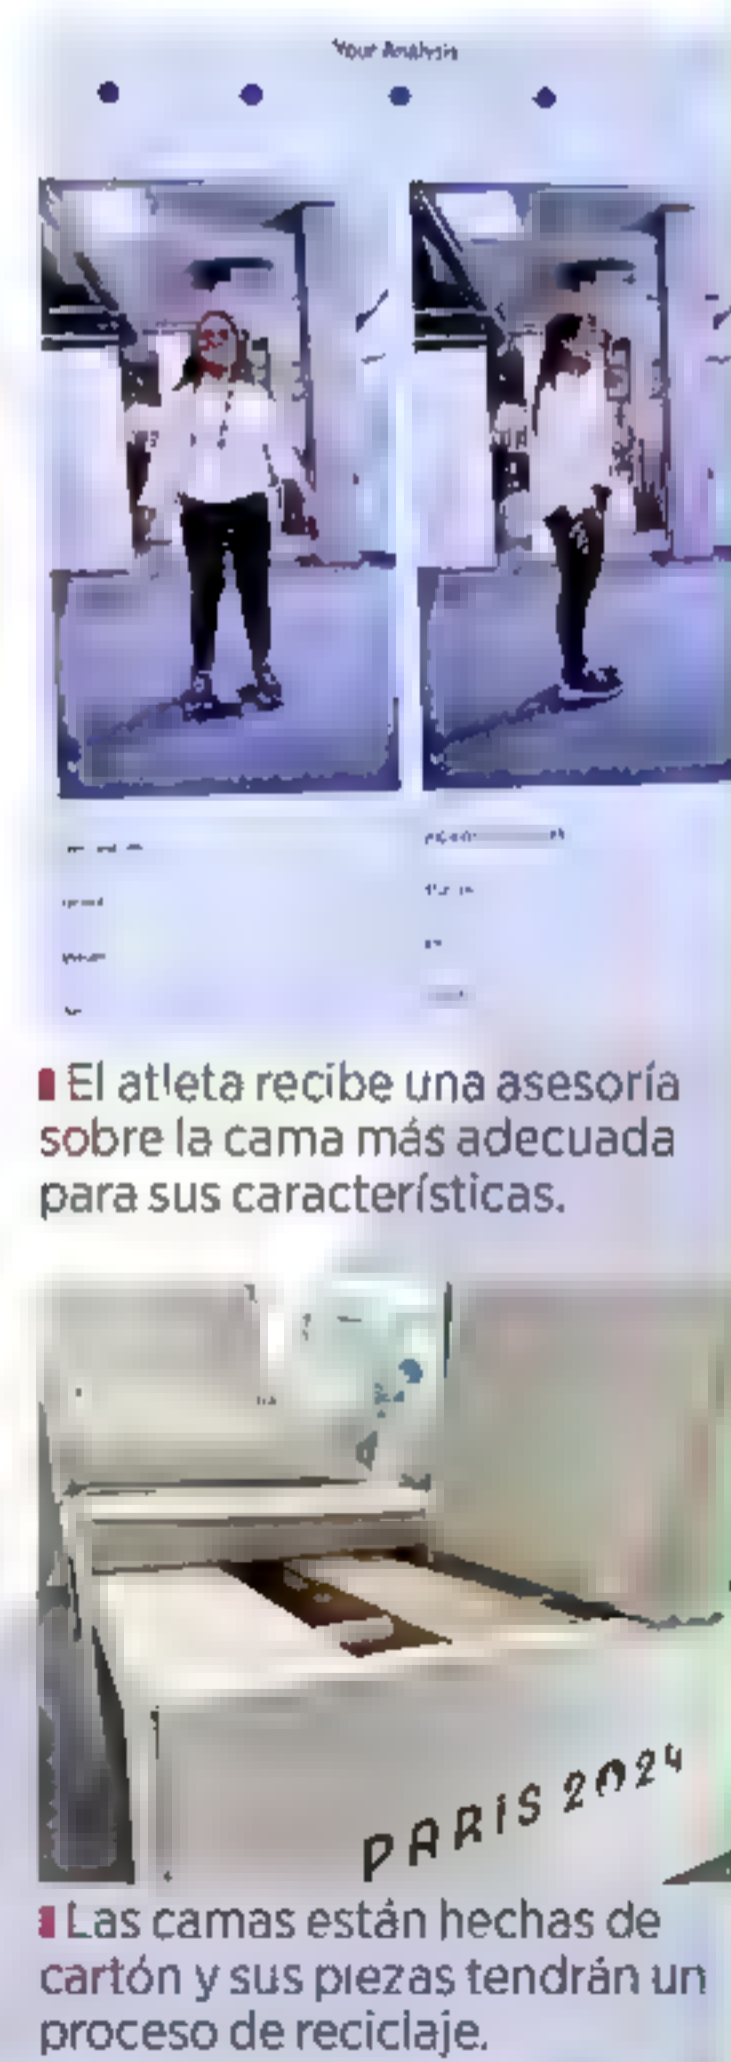 Your Analysis
El atleta recibe una asesoría
sobre la cama más adecuada
para sus características.
PARIS 2024
Las camas están hechas de
cartón y sus piezas tendrán un
proceso de reciclaje.